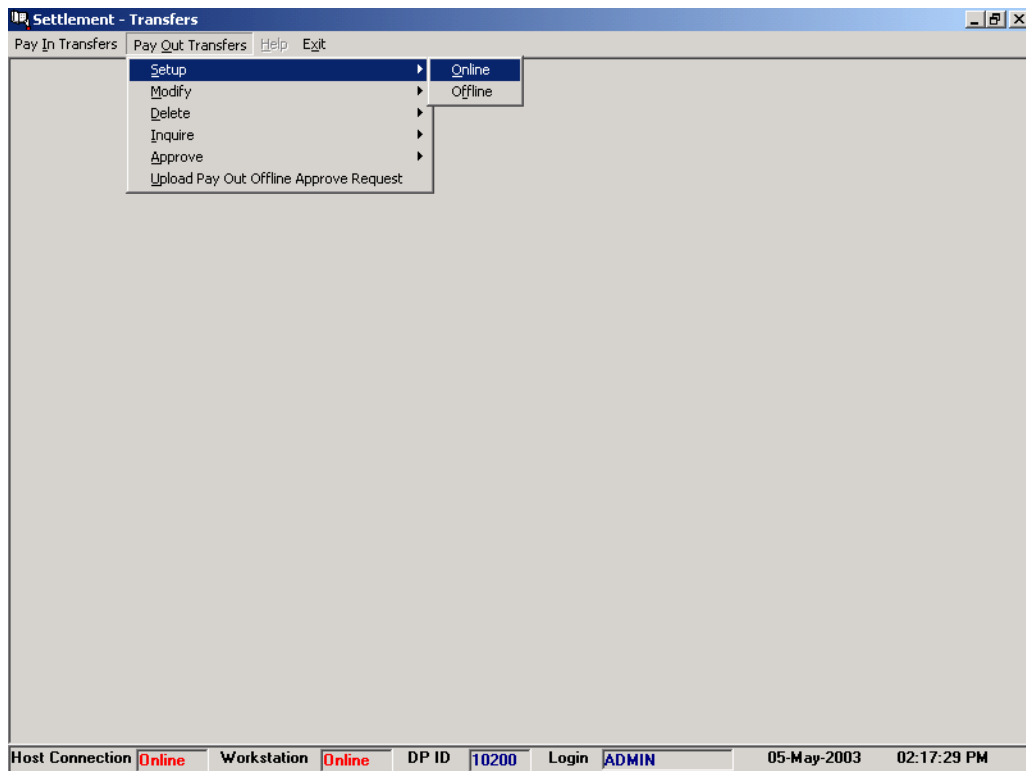 Settlement - Transfers
Pay In Transfers Pay Out Transfers Help Exit
Setup Online
Modify Offline
Delete
Inquire
Approve
Upload Pay Out Offline Approve Request
Host Connection Online Workstation Online DP ID 10200 Login ADMIN 05-May-2003 02:17:29 PM